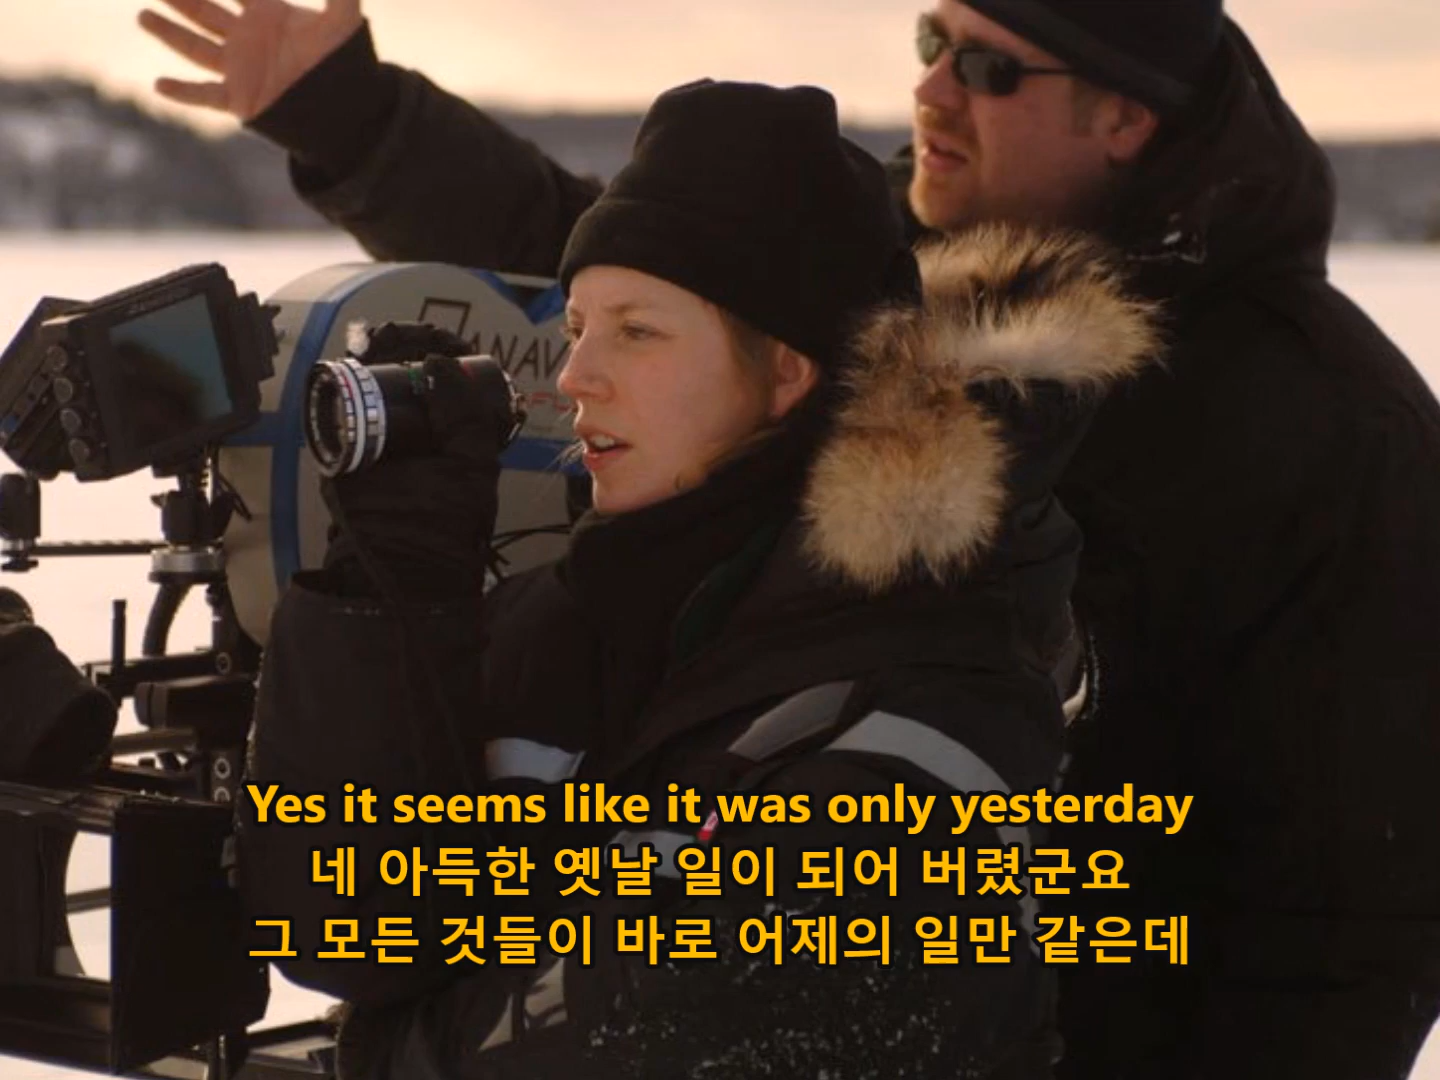 Yes it seems like it was only yesterday
네 아득한 옛날 일이 되어 버렸군요
그 모든 것들이 바로 어제의 일만 같은데